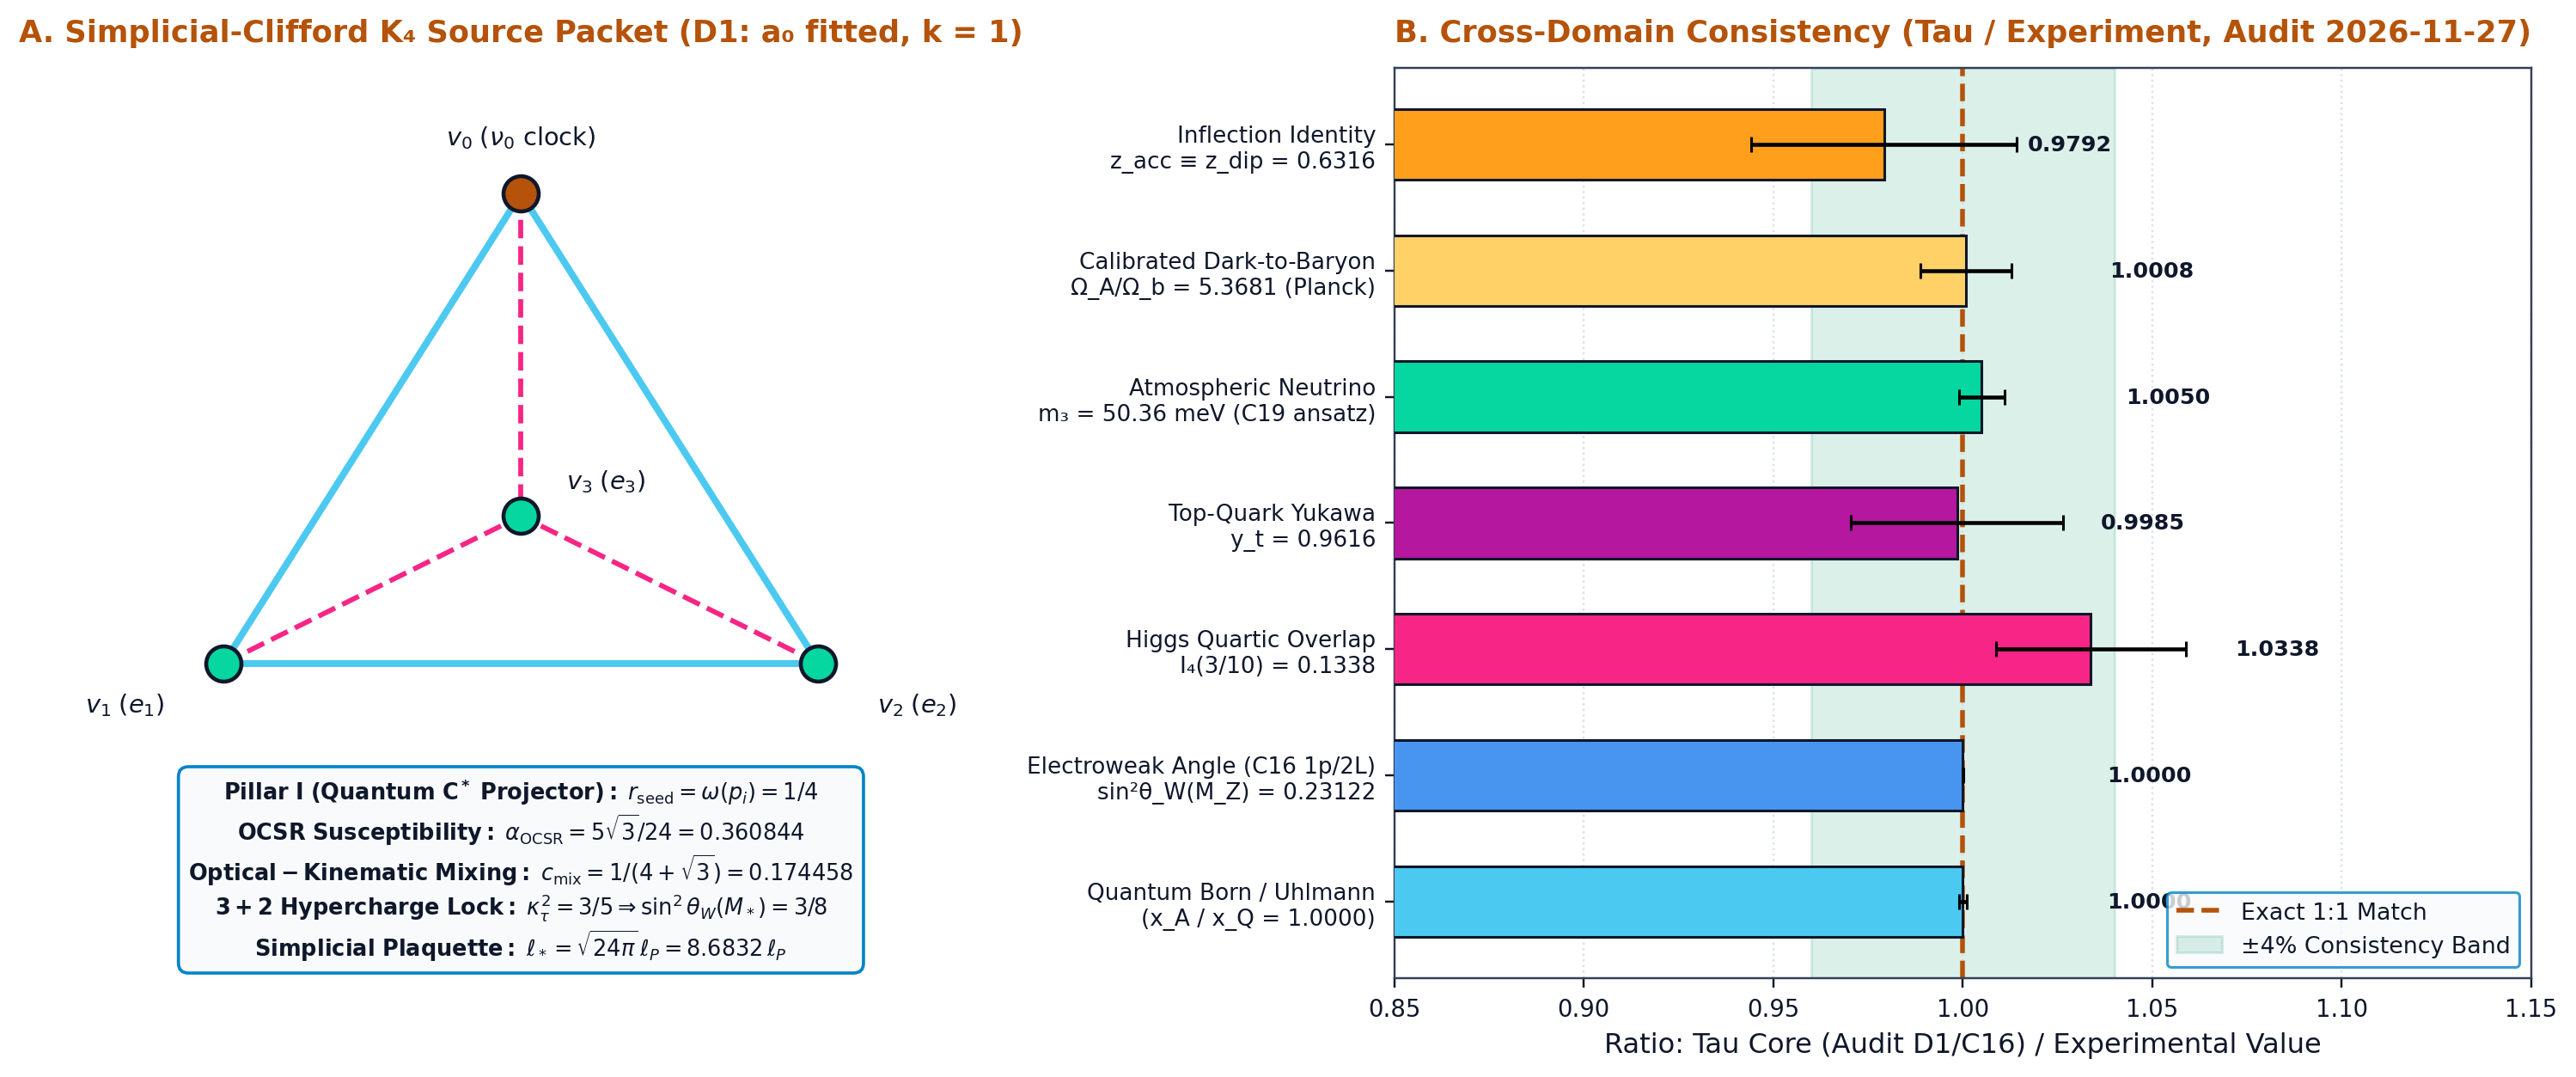 A. Simplicial-Clifford K₄ Source Packet (D1: a₀ fitted, k = 1)
v₀ (ν₀ clock)
v₃ (e₃)
v₁ (e₁)
v₂ (e₂)
Pillar I (Quantum C* Projector): r_seed = ω(p_i) = 1/4
OCSR Susceptibility: α_OCSR = 5√3/24 = 0.360844
Optical−Kinematic Mixing: c_mix = 1/(4 + √3) = 0.174458
3 + 2 Hypercharge Lock: κ_τ² = 3/5 ⇒ sin² θ_W(M_*) = 3/8
Simplicial Plaquette: ℓ_* = √24π ℓ_P = 8.6832 ℓ_P
B. Cross-Domain Consistency (Tau / Experiment, Audit 2026-11-27)
Inflection Identity
z_acc ≡ z_dip = 0.6316
0.9792
Calibrated Dark-to-Baryon
Ω_A/Ω_b = 5.3681 (Planck)
1.0008
Atmospheric Neutrino
m₃ = 50.36 meV (C19 ansatz)
1.0050
Top-Quark Yukawa
y_t = 0.9616
0.9985
Higgs Quartic Overlap
I₄(3/10) = 0.1338
1.0338
Electroweak Angle (C16 1p/2L)
sin²θ_W(M_Z) = 0.23122
1.0000
Quantum Born / Uhlmann
(x_A / x_Q = 1.0000)
1.0000
Exact 1:1 Match
±4% Consistency Band
0.85 0.90 0.95 1.00 1.05 1.10 1.15
Ratio: Tau Core (Audit D1/C16) / Experimental Value